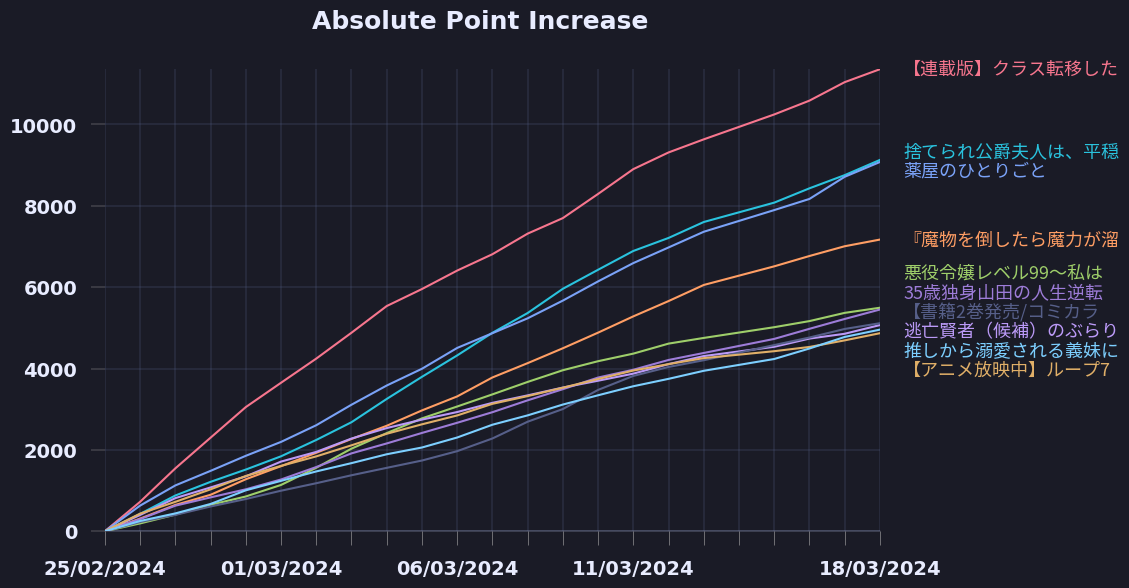 Absolute Point Increase
【連載版】クラス転移した
10000
捨てられ公爵夫人は、平穏
薬屋のひとりごと
8000
『魔物を倒したら魔力が溜
6000
悪役令嬢レベル99～私は
35歳独身山田の人生逆転
【書籍2巻発売/コミカラ
逃亡賢者（候補）のぶらり
推しから溺愛される義妹に
4000
【アニメ放映中】ループ7
2000
0
25/02/2024 01/03/2024 06/03/2024 11/03/2024 18/03/2024